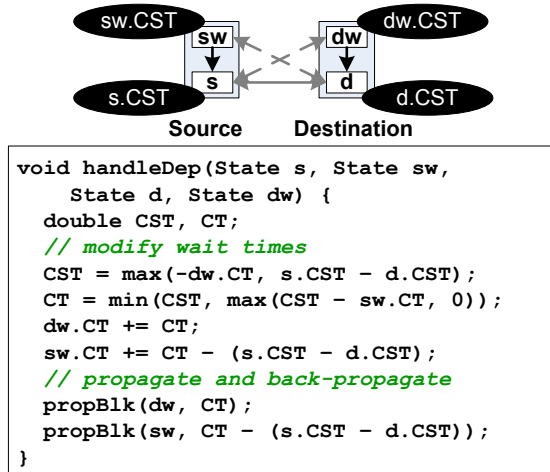 sw.CST dw.CST
sw dw
s d
s.CST d.CST
Source Destination
void handleDep(State s, State sw,
State d, State dw) {
double CST, CT;
// modify wait times
CST = max(-dw.CT, s.CST – d.CST);
CT = min(CST, max(CST – sw.CT, 0));
dw.CT += CT;
sw.CT += CT – (s.CST – d.CST);
// propagate and back-propagate
propBlk(dw, CT);
propBlk(sw, CT – (s.CST – d.CST));
}